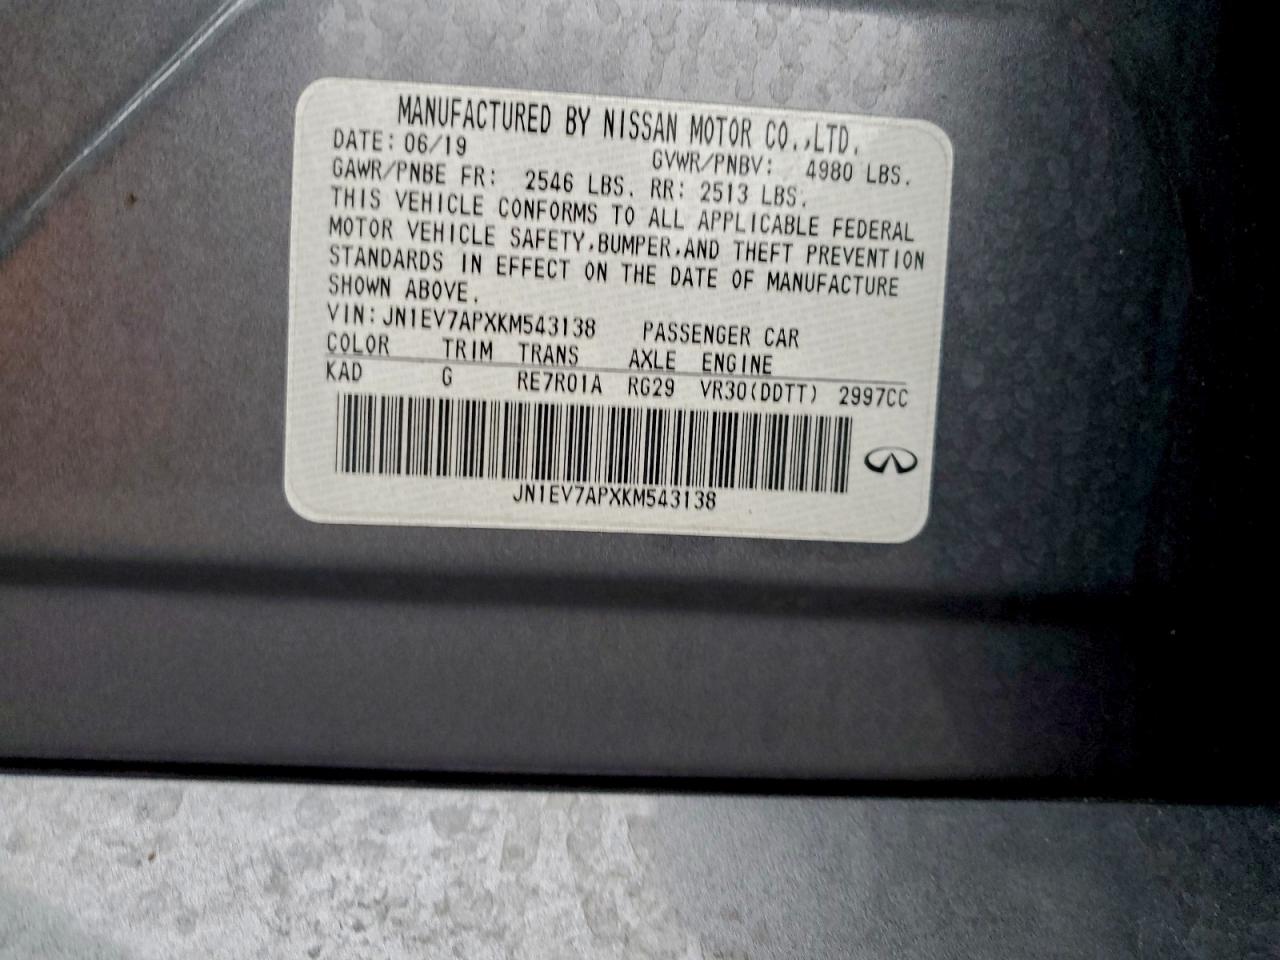 MANUFACTURED BY NISSAN MOTOR CO.,LTD.
DATE: 06/19 GVWR/PNBV: 4980 LBS.
GAWR/PNBE FR: 2546 LBS. RR: 2513 LBS.
THIS VEHICLE CONFORMS TO ALL APPLICABLE FEDERAL
MOTOR VEHICLE SAFETY,BUMPER,AND THEFT PREVENTION
STANDARDS IN EFFECT ON THE DATE OF MANUFACTURE
SHOWN ABOVE.
VIN: JN1EV7APXKM543138 PASSENGER CAR
COLOR TRIM TRANS AXLE ENGINE
KAD G RE7R01A RG29 VR30(DDTT) 2997CC
JN1EV7APXKM543138